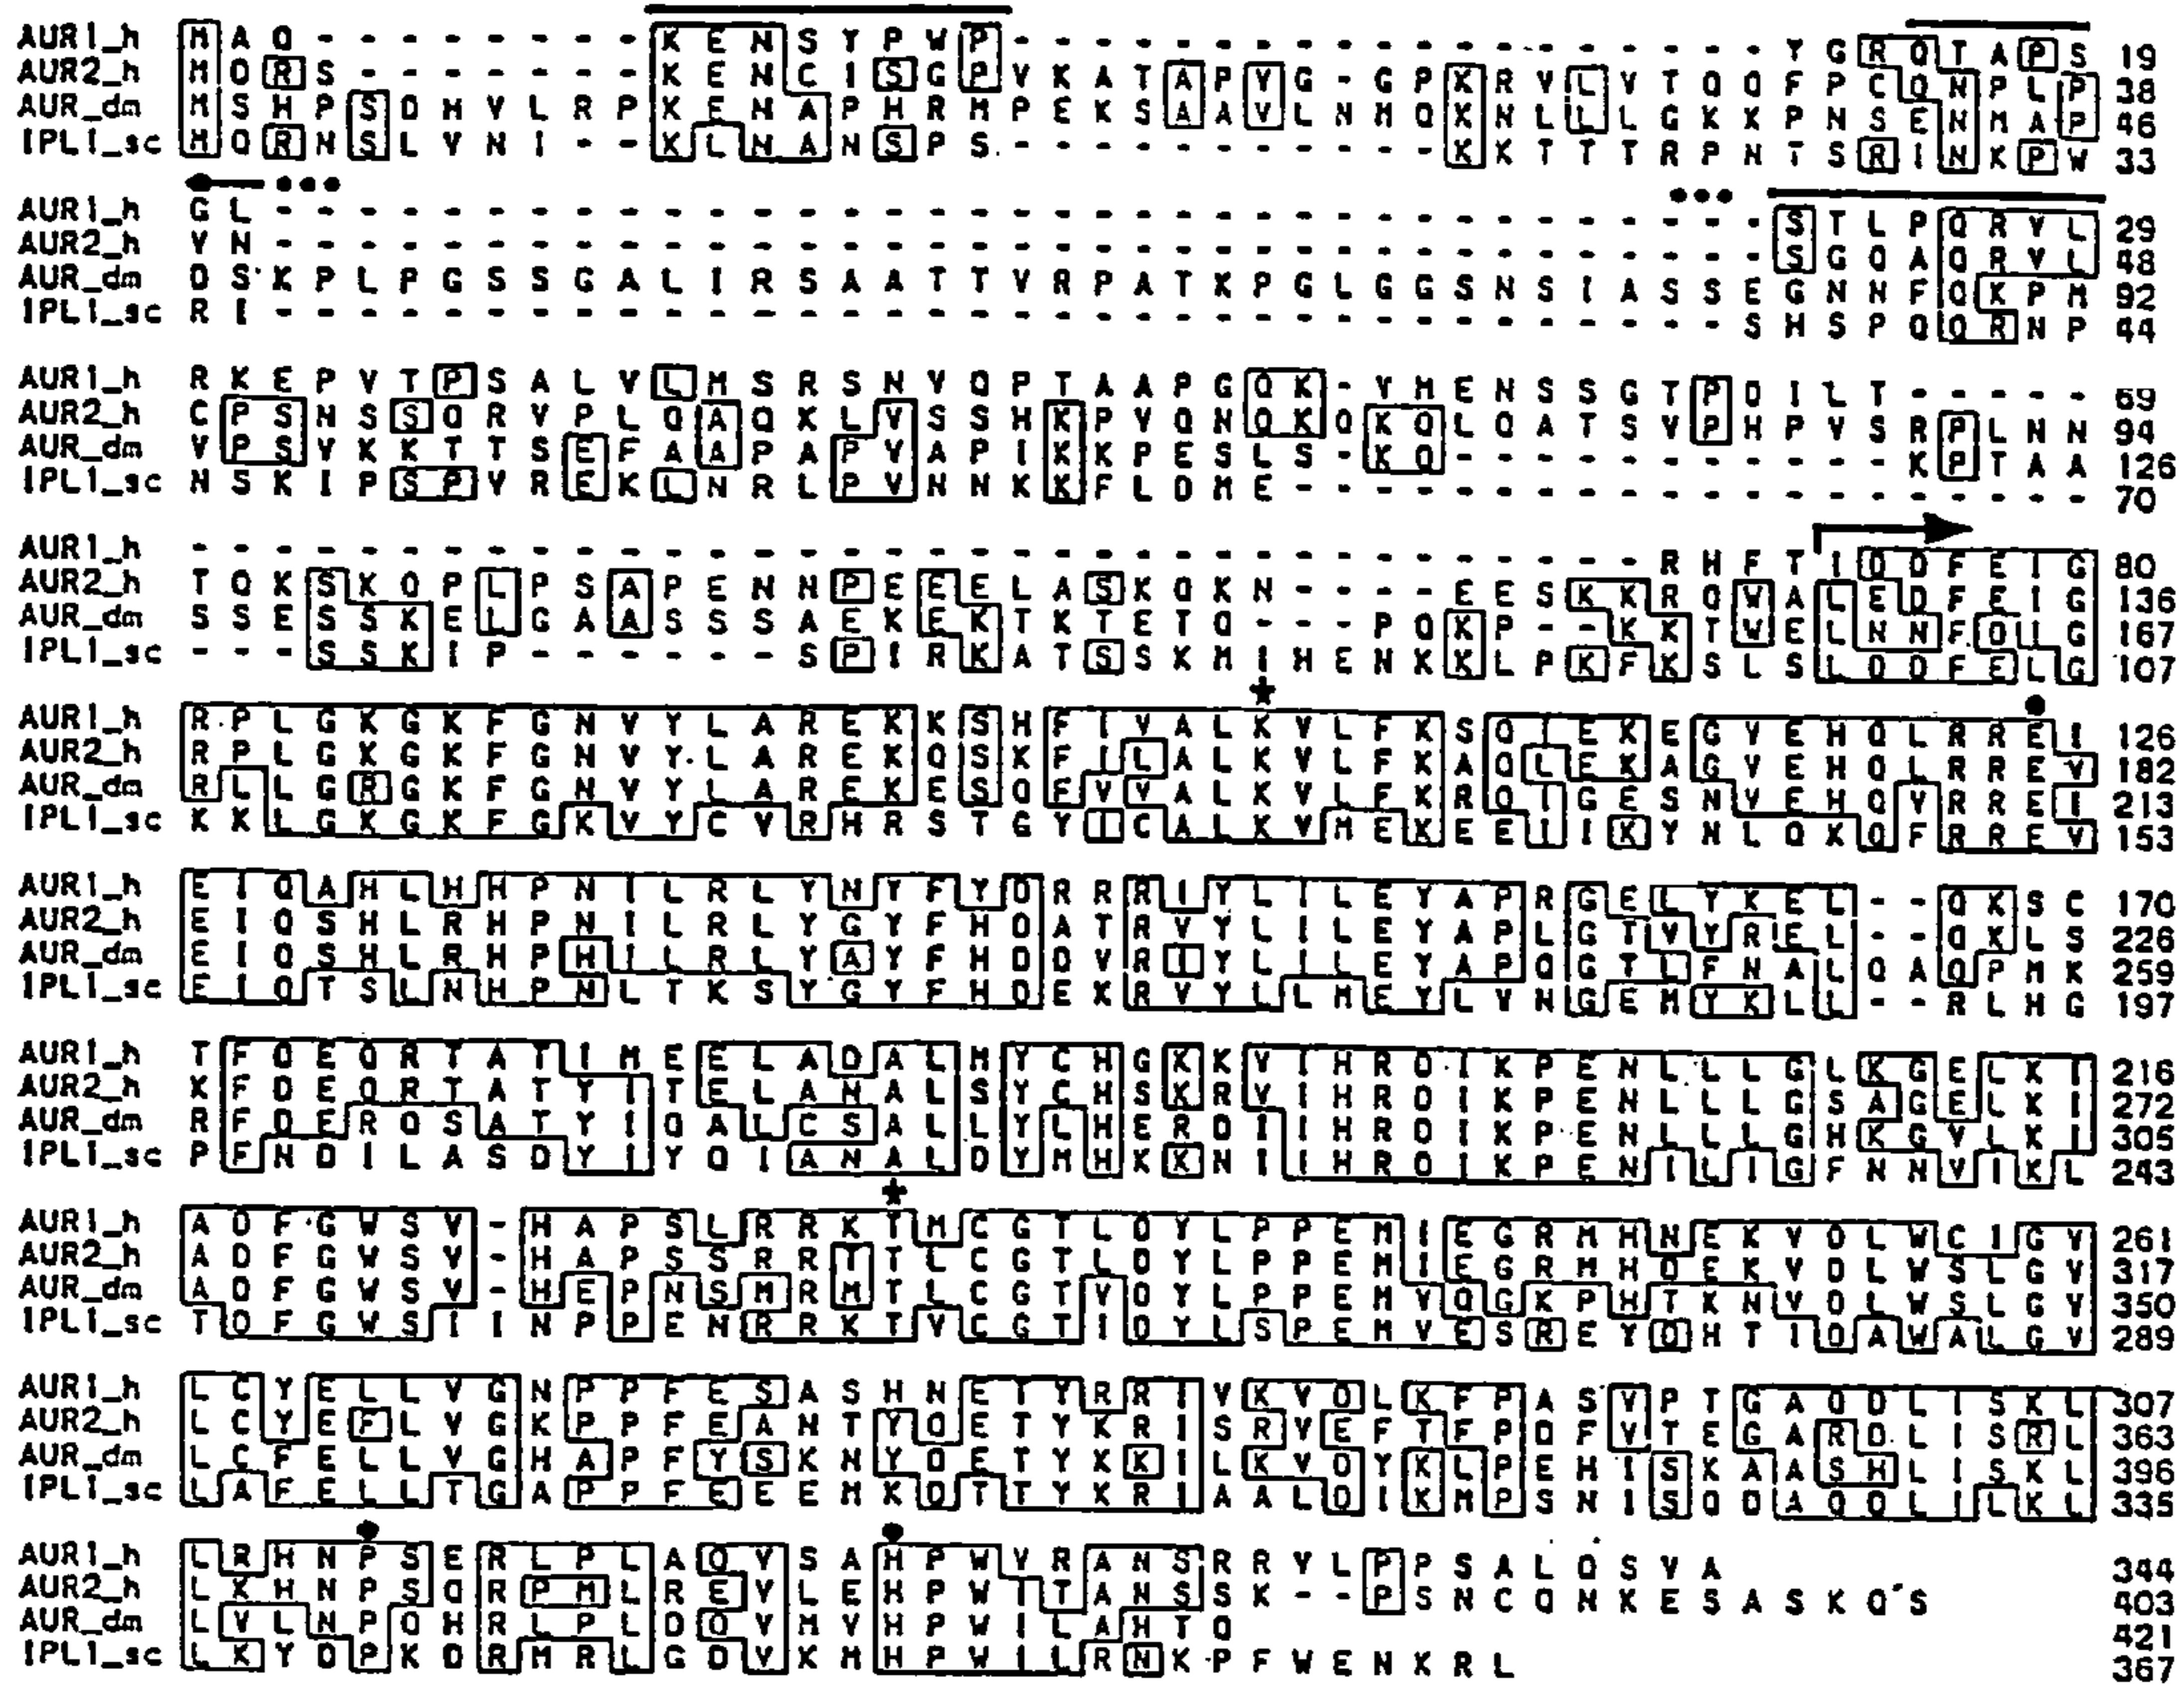 AUR1_h M A Q - - - - - - - - K E N S Y P W P - - - - - - - - - - - - - - - - - - - Y G R Q T A P S 19
AUR2_h M D R S - - - - - - - K E N C I S G P V K A T A P V G - G P K R V L V T Q Q F P C Q N P L P 38
AUR_dm M S H P S D H V L R P K E N A P H R M P E K S A A V L N M Q K N L L L G K K P N S E N M A P 46
IPL1_sc M Q R N S L V N I - - K L N A N S P S - - - - - - - - - - - K K T T T R P N T S R I N K P W 33
AUR1_h G L - - - - - - - - - - - - - - - - - - - - - - - - - - - - - - - - - - - - S T L P Q R V L 29
AUR2_h V N - - - - - - - - - - - - - - - - - - - - - - - - - - - - - - - - - - - - S G Q A Q R V L 48
AUR_dm D S K P L P G S S G A L I R S A A T T V R P A T K P G L G G S N S I A S S E G N N F Q K P M 92
IPL1_sc R I - - - - - - - - - - - - - - - - - - - - - - - - - - - - - - - - - - - S H S P Q Q R N P 44
AUR1_h R K E P V T P S A L V L M S R S N V Q P T A A P G Q K - V M E N S S G T P D I L T - - - - - 69
AUR2_h C P S N S S Q R V P L Q A Q K L V S S H K P V Q N Q K Q K Q L Q A T S V P H P V S R P L N N 94
AUR_dm V P S V K K T T S E F A A P A P V A P I K K P E S L S - K Q - - - - - - - - - - - K P T A A 126
IPL1_sc N S K I P S P V R E K L N R L P V N N K K F L D M E - - - - - - - - - - - - - - - - - - - - 70
AUR1_h - - - - - - - - - - - - - - - - - - - - - - - - - - - - - - - - - - - R H F T I D D F E I G 80
AUR2_h T Q K S K Q P L P S A P E N N P E E E L A S K Q K N - - - - E E S K K R Q W A L E D F E I G 136
AUR_dm S S E S S K E L G A A S S S A E K E K T K T E T Q - - - P Q K P - - K K T W E L N N F D I G 167
IPL1_sc - - - S S K I P - - - - - - S P I R K A T S S K M I H E N K K L P K F K S L S L D D F E L G 107
AUR1_h R P L G K G K F G N V Y L A R E K K S H F I V A L K V L F K S Q I E K E G V E H Q L R R E I 126
AUR2_h R P L G K G K F G N V Y L A R E K Q S K F I L A L K V L F K A Q L E K A G V E H Q L R R E V 182
AUR_dm R L L G R G K F G N V Y L A R E K E S Q F V V A L K V L F K R Q I G E S N V E H Q V R R E I 213
IPL1_sc K K L G K G K F G K V Y C V R H R S T G Y I C A L K V M E K E E I I K Y N L Q K Q F R R E V 153
AUR1_h E I Q A H L H H P N I L R L Y N Y F Y D R R R I Y L I L E Y A P R G E L Y K E L - - Q K S C 170
AUR2_h E I Q S H L R H P N I L R L Y G Y F H D A T R V Y L I L E Y A P L G T V Y R E L - - Q K L S 226
AUR_dm E I Q S H L R H P H I L R L Y A Y F H D D V R I Y L I L E Y A P Q G T L F N A L Q A Q P M K 259
IPL1_sc E I Q T S L N H P N L T K S Y G Y F H D E K R V Y L L M E Y L V N G E M Y K L L - - R L H G 197
AUR1_h T F D E Q R T A T I M E E L A D A L M Y C H G K K V I H R D I K P E N L L L G L K G E L K I 216
AUR2_h K F D E Q R T A T Y I T E L A N A L S Y C H S K R V I H R D I K P E N L L L G S A G E L K I 272
AUR_dm R F D E R Q S A T Y I Q A L C S A L L Y L H E R D I I H R D I K P E N L L L G H K G V L K I 305
IPL1_sc P F N D I L A S D Y I Y Q I A N A L D Y M H K K N I I H R D I K P E N I L I G F N N V I K L 243
AUR1_h A D F G W S V - H A P S L R R K T M C G T L D Y L P P E M I E G R M H N E K V D L W C I G V 261
AUR2_h A D F G W S V - H A P S S R R T T L C G T L D Y L P P E M I E G R M H D E K V D L W S L G V 317
AUR_dm A D F G W S V - H E P N S M R M T L C G T V D Y L P P E M V Q G K P H T K N V D L W S L G V 350
IPL1_sc T D F G W S I I N P P E N R R K T V C G T I D Y L S P E M V E S R E Y D H T I D A W A L G V 289
AUR1_h L C Y E L L V G N P P F E S A S H N E T Y R R I V K V D L K F P A S V P T G A Q D L I S K L 307
AUR2_h L C Y E F L V G K P P F E A N T Y Q E T Y K R I S R V E F T F P D F V T E G A R D L I S R L 363
AUR_dm L C F E L L V G H A P F Y S K N Y D E T Y K K I L K V D Y K L P E H I S K A A S H L I S K L 396
IPL1_sc L A F E L L T G A P P F E E E M K D T T Y K R I A A L D I K M P S N I S Q D A Q D L I L K L 335
AUR1_h L R H N P S E R L P L A Q V S A H P W V R A N S R R V L P P S A L Q S V A 344
AUR2_h L K H N P S Q R P M L R E V L E H P W I T A N S S K - - P S N C Q N K E S A S K Q S 403
AUR_dm L V L N P Q H R L P L D Q V M V H P W I L A H T Q 421
IPL1_sc L K Y D P K D R M R L G D V K M H P W I L R N K P F W E N K R L 367